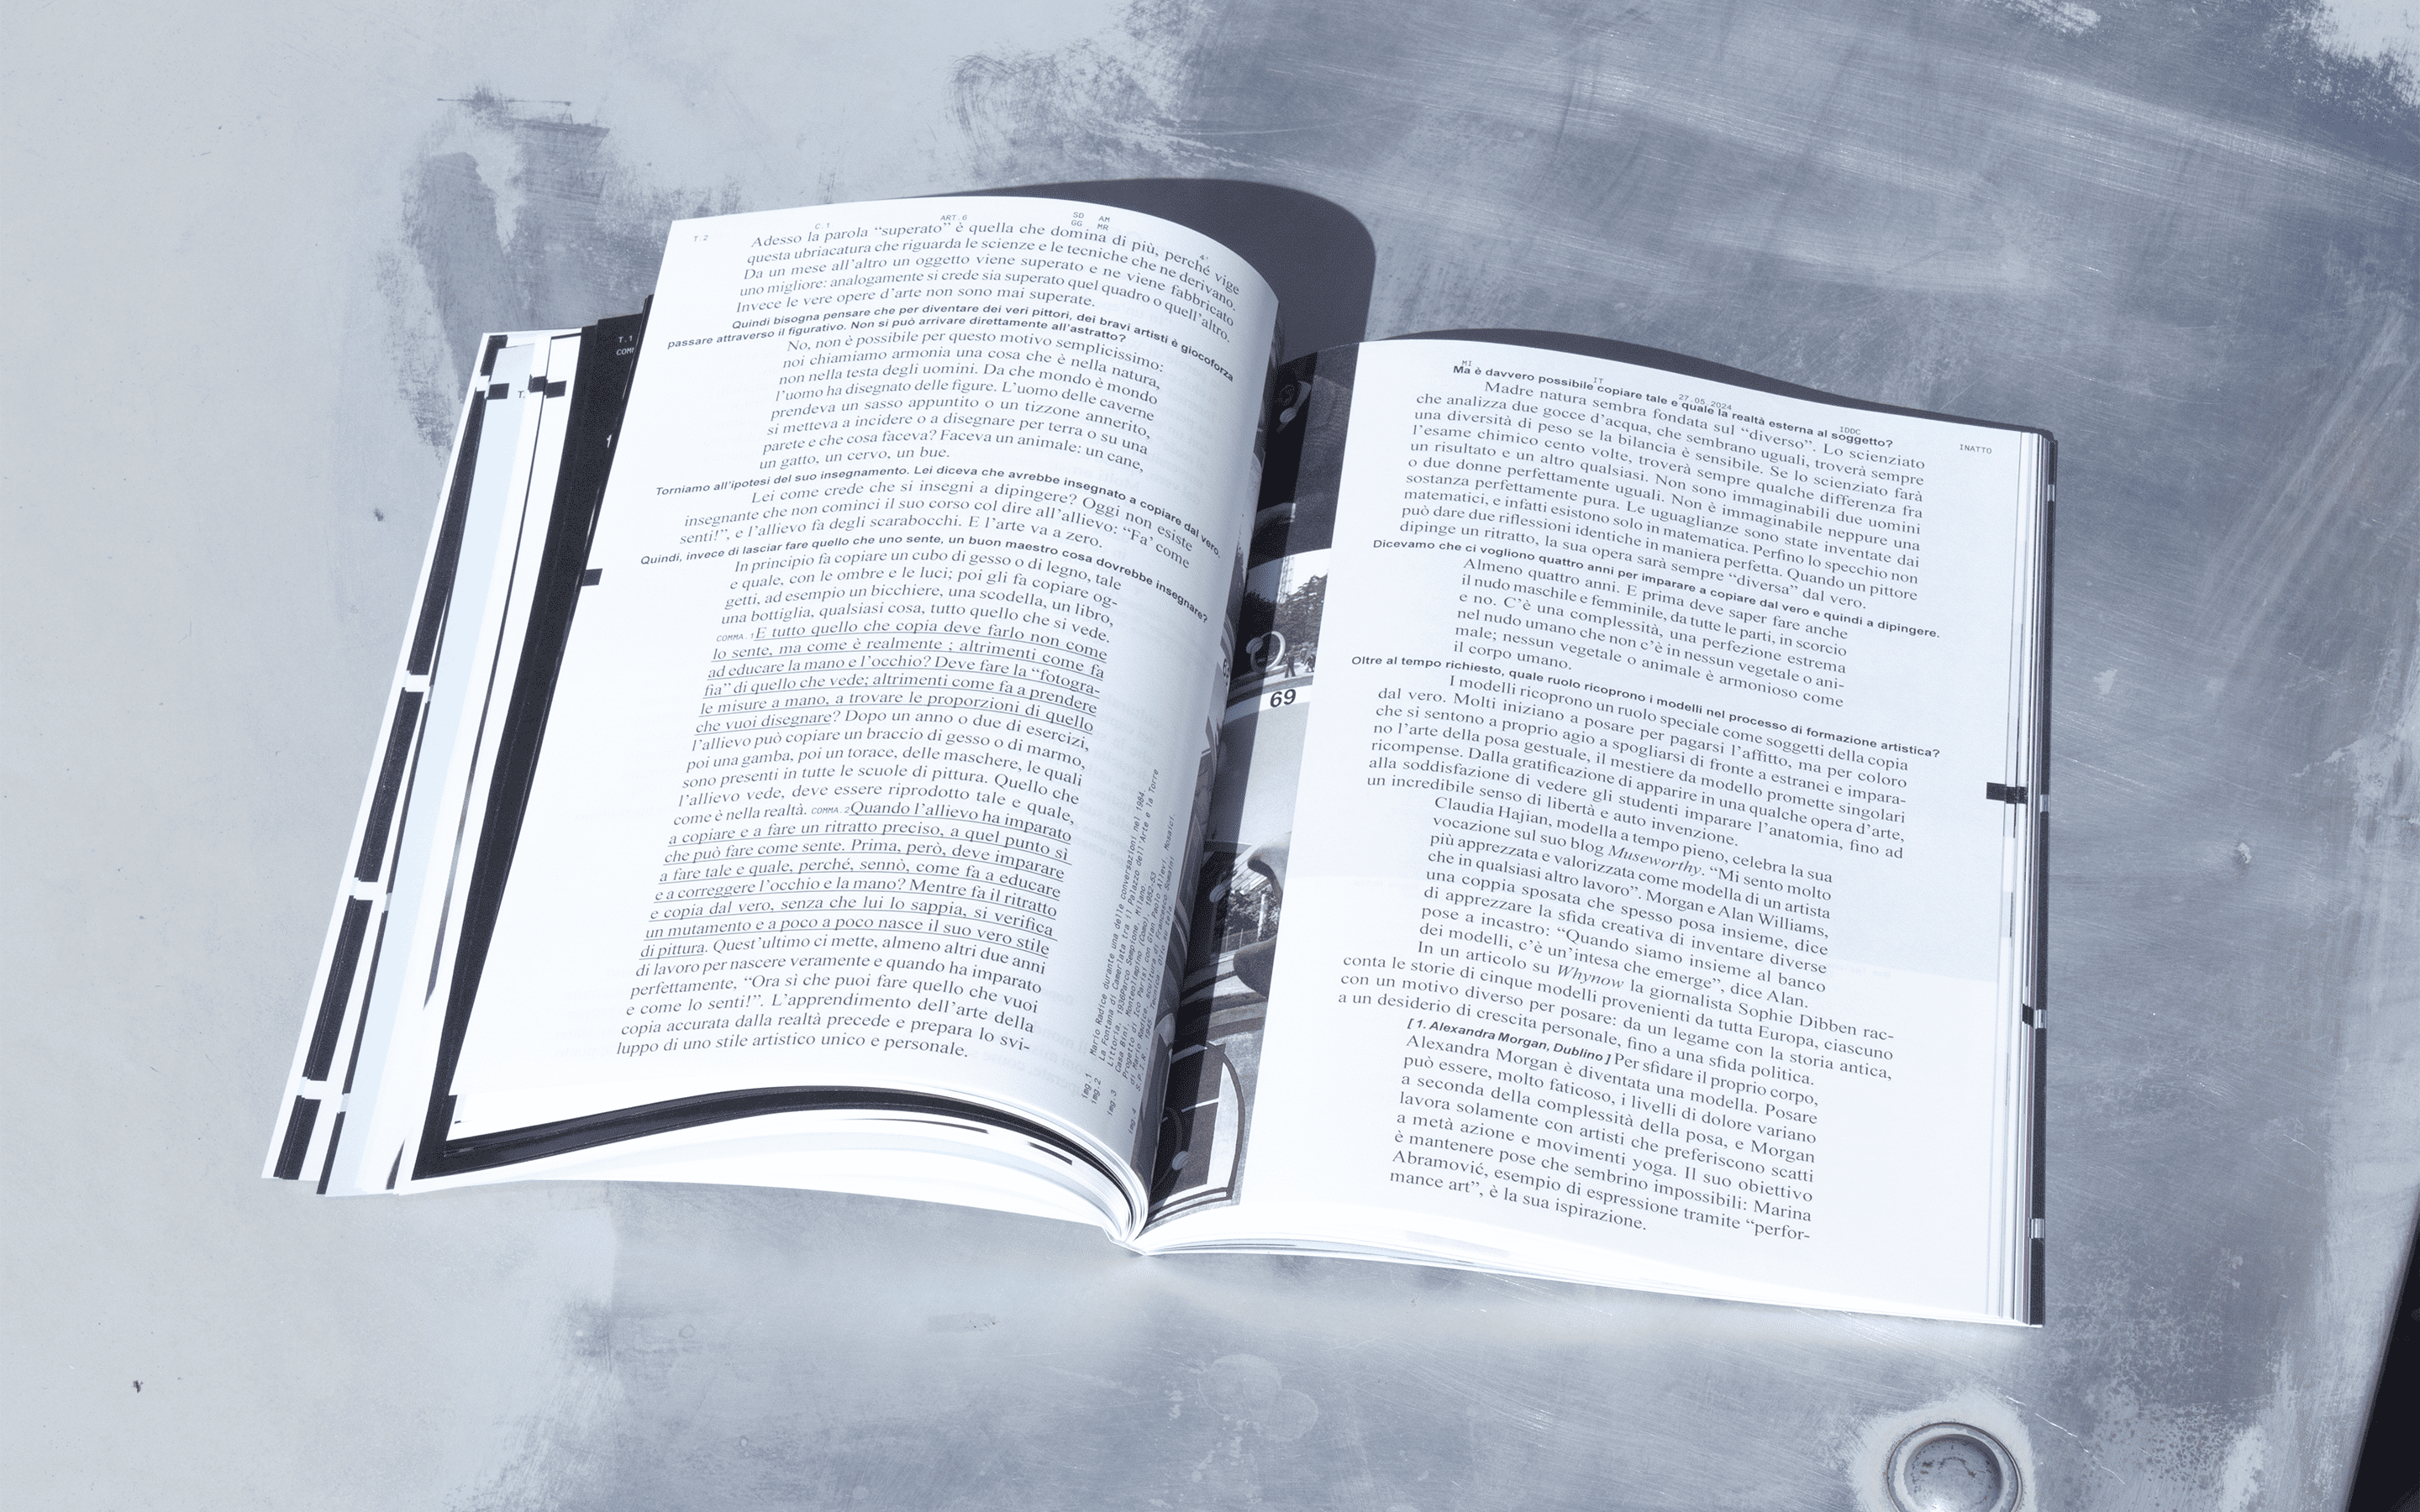 T.2
C.1
ART.6
SD AM
GG MR
4'
Adesso la parola “superato” è quella che domina di più, perché vige
questa ubriacatura che riguarda le scienze e le tecniche che ne derivano.
Da un mese all’altro un oggetto viene superato e ne viene fabbricato
uno migliore: analogamente si crede sia superato quel quadro o quell’altro.
Invece le vere opere d’arte non sono mai superate.
Quindi bisogna pensare che per diventare dei veri pittori, dei bravi artisti è giocoforza
passare attraverso il figurativo. Non si può arrivare direttamente all’astratto?
No, non è possibile per questo motivo semplicissimo:
noi chiamiamo armonia una cosa che è nella natura,
non nella testa degli uomini. Da che mondo è mondo
l’uomo ha disegnato delle figure. L’uomo delle caverne
prendeva un sasso appuntito o un tizzone annerito,
si metteva a incidere o a disegnare per terra o su una
parete e che cosa faceva? Faceva un animale: un cane,
un gatto, un cervo, un bue.
Torniamo all’ipotesi del suo insegnamento. Lei diceva che avrebbe insegnato a copiare dal vero.
Lei come crede che si insegni a dipingere? Oggi non esiste
insegnante che non cominci il suo corso col dire all’allievo: “Fa’ come
senti!”, e l’allievo fa degli scarabocchi. E l’arte va a zero.
Quindi, invece di lasciar fare quello che uno sente, un buon maestro cosa dovrebbe insegnare?
In principio fa copiare un cubo di gesso o di legno, tale
e quale, con le ombre e le luci; poi gli fa copiare og-
getti, ad esempio un bicchiere, una scodella, un libro,
una bottiglia, qualsiasi cosa, tutto quello che si vede.
COMMA.1 E tutto quello che copia deve farlo non come
lo sente, ma come è realmente ; altrimenti come fa
ad educare la mano e l’occhio? Deve fare la “fotogra-
fia” di quello che vede; altrimenti come fa a prendere
le misure a mano, a trovare le proporzioni di quello
che vuoi disegnare? Dopo un anno o due di esercizi,
l’allievo può copiare un braccio di gesso o di marmo,
poi una gamba, poi un torace, delle maschere, le quali
sono presenti in tutte le scuole di pittura. Quello che
l’allievo vede, deve essere riprodotto tale e quale,
come è nella realtà. COMMA.2 Quando l’allievo ha imparato
a copiare e a fare un ritratto preciso, a quel punto sì
che può fare come sente. Prima, però, deve imparare
a fare tale e quale, perché, sennò, come fa a educare
e a correggere l’occhio e la mano? Mentre fa il ritratto
e copia dal vero, senza che lui lo sappia, si verifica
un mutamento e a poco a poco nasce il suo vero stile
di pittura. Quest’ultimo ci mette, almeno altri due anni
di lavoro per nascere veramente e quando ha imparato
perfettamente, “Ora sì che puoi fare quello che vuoi
e come lo senti!”. L’apprendimento dell’arte della
copia accurata dalla realtà precede e prepara lo svi-
luppo di uno stile artistico unico e personale.
img 1 Mario Radice durante una delle conversazioni nel 1984.
img.2 La Fontana di Camerlata tra il Palazzo dell'Arte e la Torre
Littoria, 1936 Parco Sempione, Milano.
img.3
img.4
T.1
COM
T.
69
MI
IT
27.05.2024
IDDC
INATTO
Ma è davvero possibile copiare tale e quale la realtà esterna al soggetto?
Madre natura sembra fondata sul “diverso”. Lo scienziato
che analizza due gocce d’acqua, che sembrano uguali, troverà sempre
una diversità di peso se la bilancia è sensibile. Se lo scienziato farà
l’esame chimico cento volte, troverà sempre qualche differenza fra
un risultato e un altro qualsiasi. Non sono immaginabili due uomini
o due donne perfettamente uguali. Non è immaginabile neppure una
sostanza perfettamente pura. Le uguaglianze sono state inventate dai
matematici, e infatti esistono solo in matematica. Perfino lo specchio non
può dare due riflessioni identiche in maniera perfetta. Quando un pittore
dipinge un ritratto, la sua opera sarà sempre “diversa” dal vero.
Dicevamo che ci vogliono quattro anni per imparare a copiare dal vero e quindi a dipingere.
Almeno quattro anni. E prima deve saper fare anche
il nudo maschile e femminile, da tutte le parti, in scorcio
e no. C’è una complessità, una perfezione estrema
nel nudo umano che non c’è in nessun vegetale o ani-
male; nessun vegetale o animale è armonioso come
il corpo umano.
Oltre al tempo richiesto, quale ruolo ricoprono i modelli nel processo di formazione artistica?
I modelli ricoprono un ruolo speciale come soggetti della copia
dal vero. Molti iniziano a posare per pagarsi l’affitto, ma per coloro
che si sentono a proprio agio a spogliarsi di fronte a estranei e impara-
no l’arte della posa gestuale, il mestiere da modello promette singolari
ricompense. Dalla gratificazione di apparire in una qualche opera d’arte,
alla soddisfazione di vedere gli studenti imparare l’anatomia, fino ad
un incredibile senso di libertà e auto invenzione.
Claudia Hajian, modella a tempo pieno, celebra la sua
vocazione sul suo blog Museworthy. “Mi sento molto
più apprezzata e valorizzata come modella di un artista
che in qualsiasi altro lavoro”. Morgan e Alan Williams,
una coppia sposata che spesso posa insieme, dice
di apprezzare la sfida creativa di inventare diverse
pose a incastro: “Quando siamo insieme al banco
dei modelli, c’è un’intesa che emerge”, dice Alan.
In un articolo su Whynow la giornalista Sophie Dibben rac-
conta le storie di cinque modelli provenienti da tutta Europa, ciascuno
con un motivo diverso per posare: da un legame con la storia antica,
a un desiderio di crescita personale, fino a una sfida politica.
[ 1. Alexandra Morgan, Dublino ] Per sfidare il proprio corpo,
Alexandra Morgan è diventata una modella. Posare
può essere, molto faticoso, i livelli di dolore variano
a seconda della complessità della posa, e Morgan
lavora solamente con artisti che preferiscono scatti
a metà azione e movimenti yoga. Il suo obiettivo
è mantenere pose che sembrino impossibili: Marina
Abramović, esempio di espressione tramite “perfor-
mance art”, è la sua ispirazione.